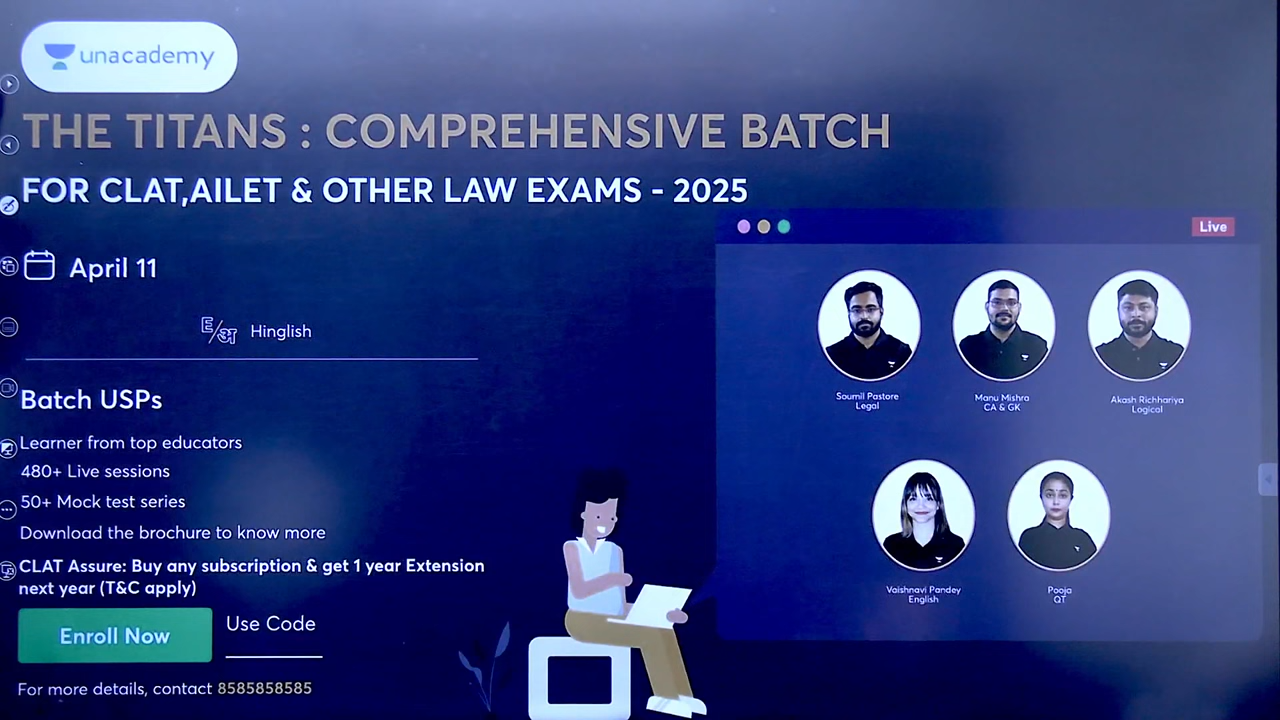 unacademy
THE TITANS : COMPREHENSIVE BATCH
FOR CLAT,AILET & OTHER LAW EXAMS - 2025
April 11
E/अ Hinglish
Batch USPs
Learner from top educators
480+ Live sessions
50+ Mock test series
Download the brochure to know more
CLAT Assure: Buy any subscription & get 1 year Extension
next year (T&C apply)
Enroll Now
Use Code
For more details, contact 8585858585
Live
Soumil Pastore
Legal
Manu Mishra
CA & GK
Akash Richhariya
Logical
Vaishnavi Pandey
English
Pooja
QT